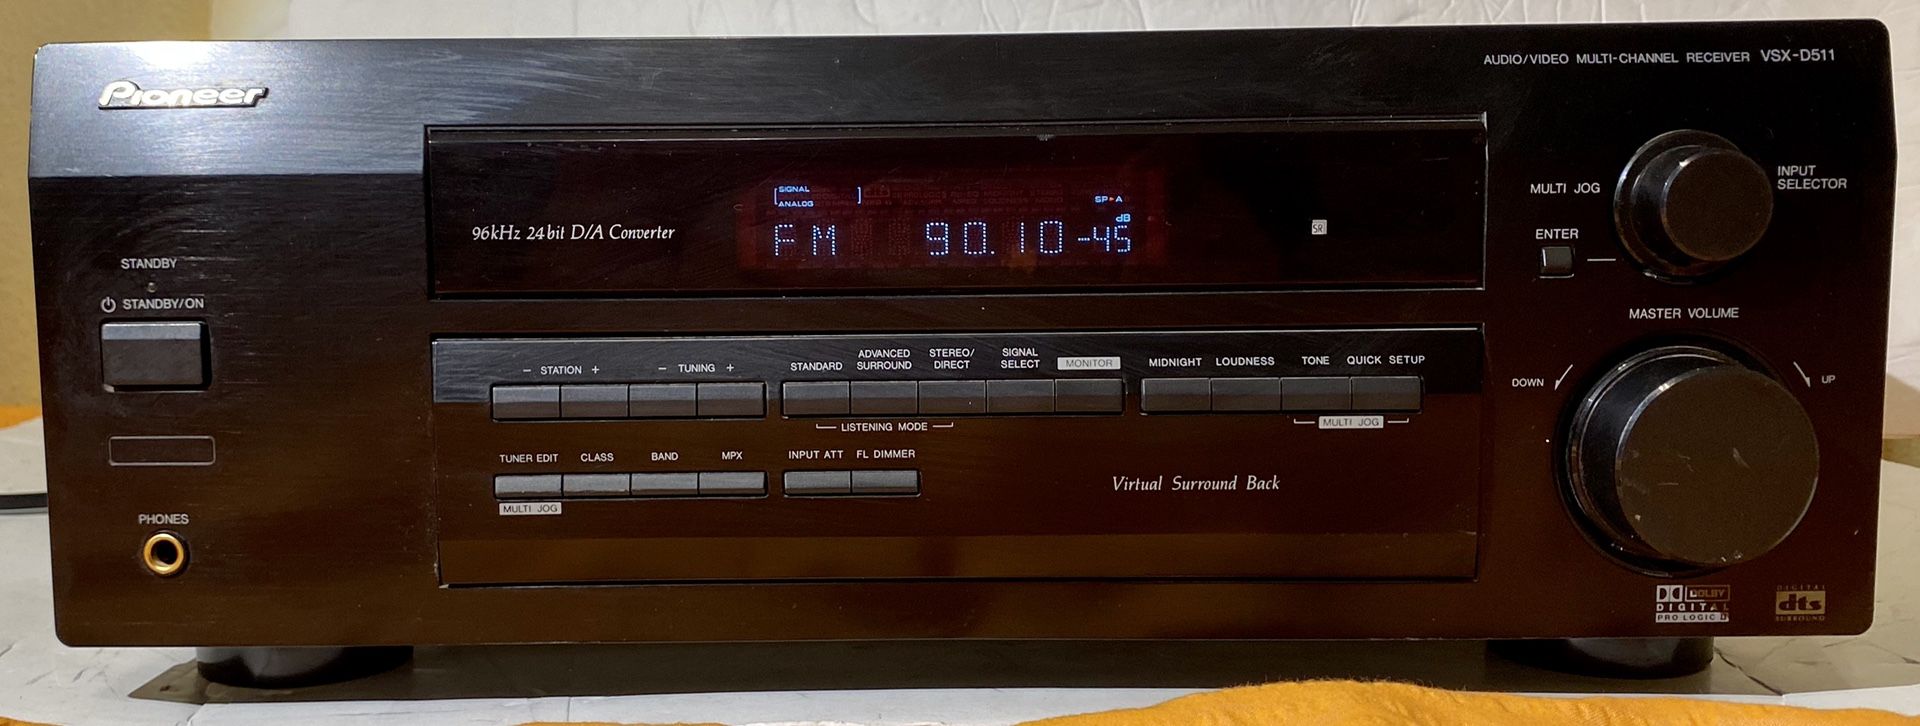 Pioneer
AUDIO/VIDEO MULTI-CHANNEL RECEIVER VSX-D511
96kHz 24bit D/A Converter
[SIGNAL ]
ANALOG
SP►A
dB
FM 90.10 -45
SR
MULTI JOG
INPUT
SELECTOR
ENTER
STANDBY
STANDBY/ON
MASTER VOLUME
DOWN
UP
− STATION +
− TUNING +
STANDARD
ADVANCED
SURROUND
STEREO/
DIRECT
SIGNAL
SELECT
MONITOR
MIDNIGHT
LOUDNESS
TONE
QUICK SETUP
LISTENING MODE
MULTI JOG
TUNER EDIT
CLASS
BAND
MPX
INPUT ATT
FL DIMMER
MULTI JOG
Virtual Surround Back
PHONES
DOLBY
DIGITAL
PRO LOGIC II
DIGITAL
dts
SURROUND